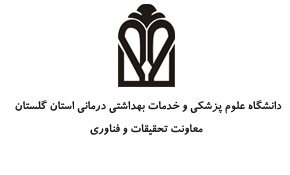 دانشگاه علوم پزشکی و خدمات بهداشتی درمانی استان گلستان
معاونت تحقیقات و فناوری